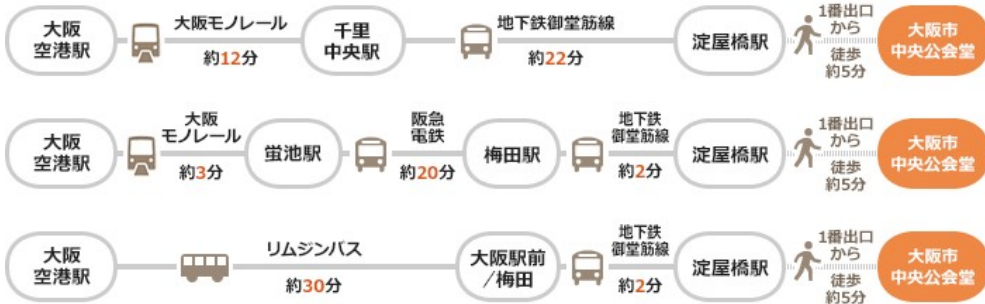 大阪
空港駅
大阪モノレール
約12分
千里
中央駅
地下鉄御堂筋線
約22分
淀屋橋駅
1番出口
から
徒歩
約5分
大阪市
中央公会堂
大阪
空港駅
大阪
モノレール
約3分
蛍池駅
阪急
電鉄
約20分
梅田駅
地下鉄
御堂筋線
約2分
淀屋橋駅
1番出口
から
徒歩
約5分
大阪市
中央公会堂
大阪
空港駅
リムジンバス
約30分
大阪駅前
/梅田
地下鉄
御堂筋線
約2分
淀屋橋駅
1番出口
から
徒歩
約5分
大阪市
中央公会堂